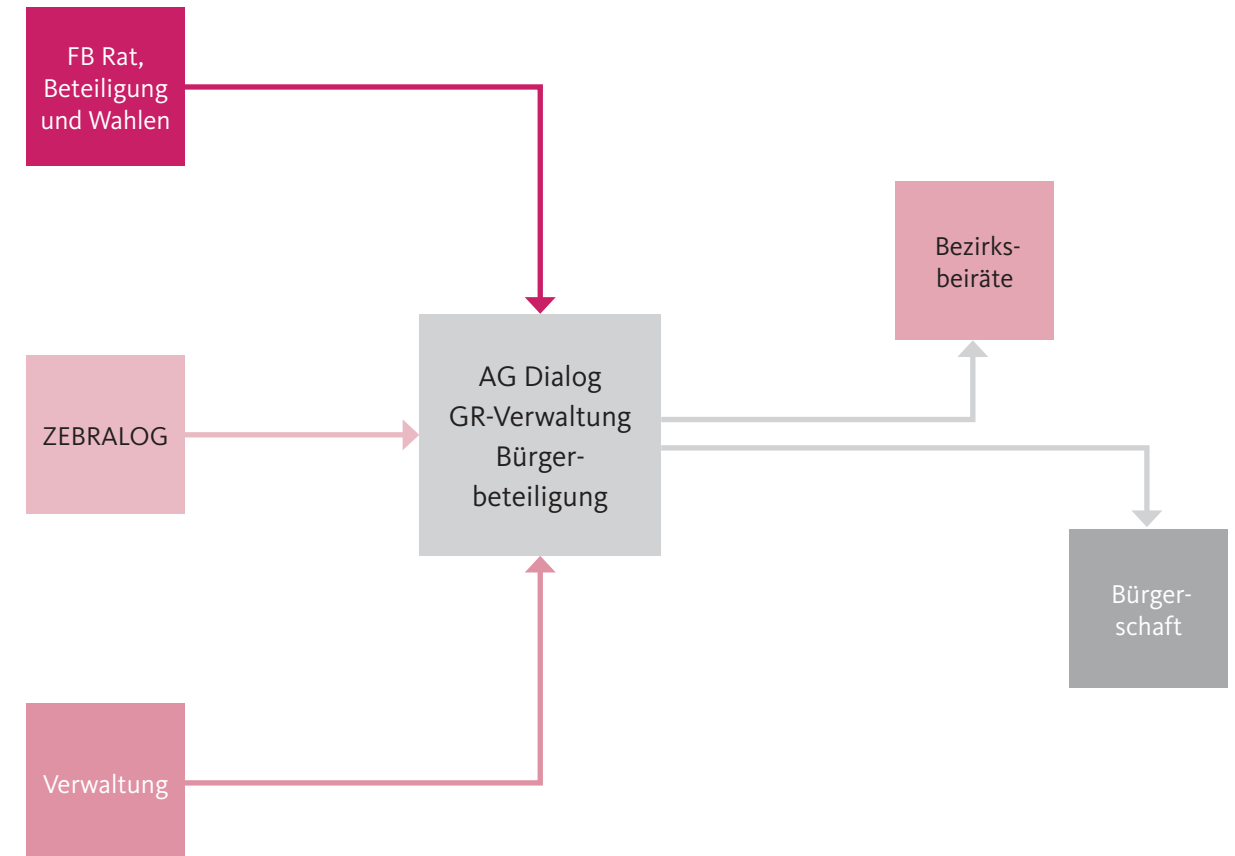 FB Rat,
Beteiligung
und Wahlen
Bezirks-
beiräte
AG Dialog
GR-Verwaltung
Bürger-
beteiligung
ZEBRALOG
Bürger-
schaft
Verwaltung